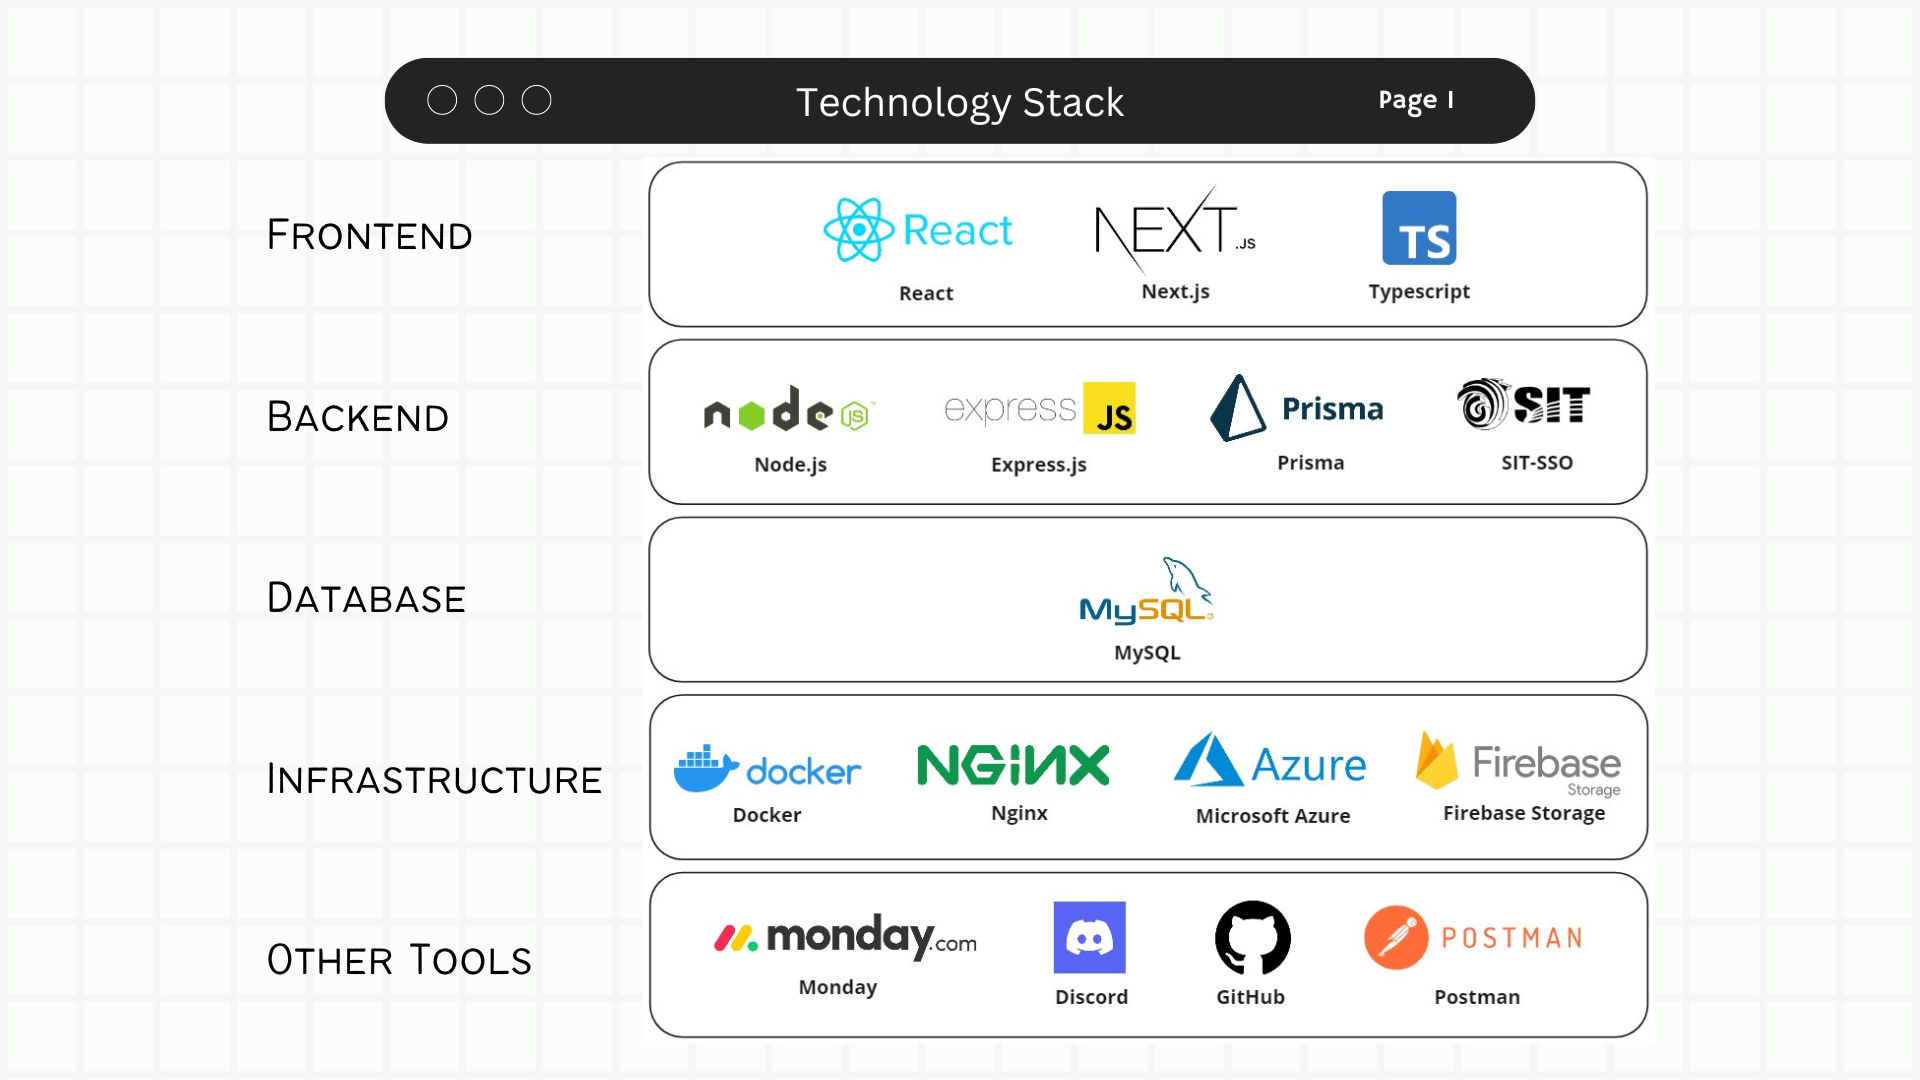 Technology Stack
Page 1
FRONTEND
React
NEXT.JS
TS
React
Next.js
Typescript
BACKEND
node JS ™
express JS
Prisma
SIT
Node.js
Express.js
Prisma
SIT-SSO
DATABASE
MySQL®
MySQL
INFRASTRUCTURE
docker
NGINX
Azure
Firebase
Storage
Docker
Nginx
Microsoft Azure
Firebase Storage
OTHER TOOLS
monday.com
POSTMAN
Monday
Discord
GitHub
Postman